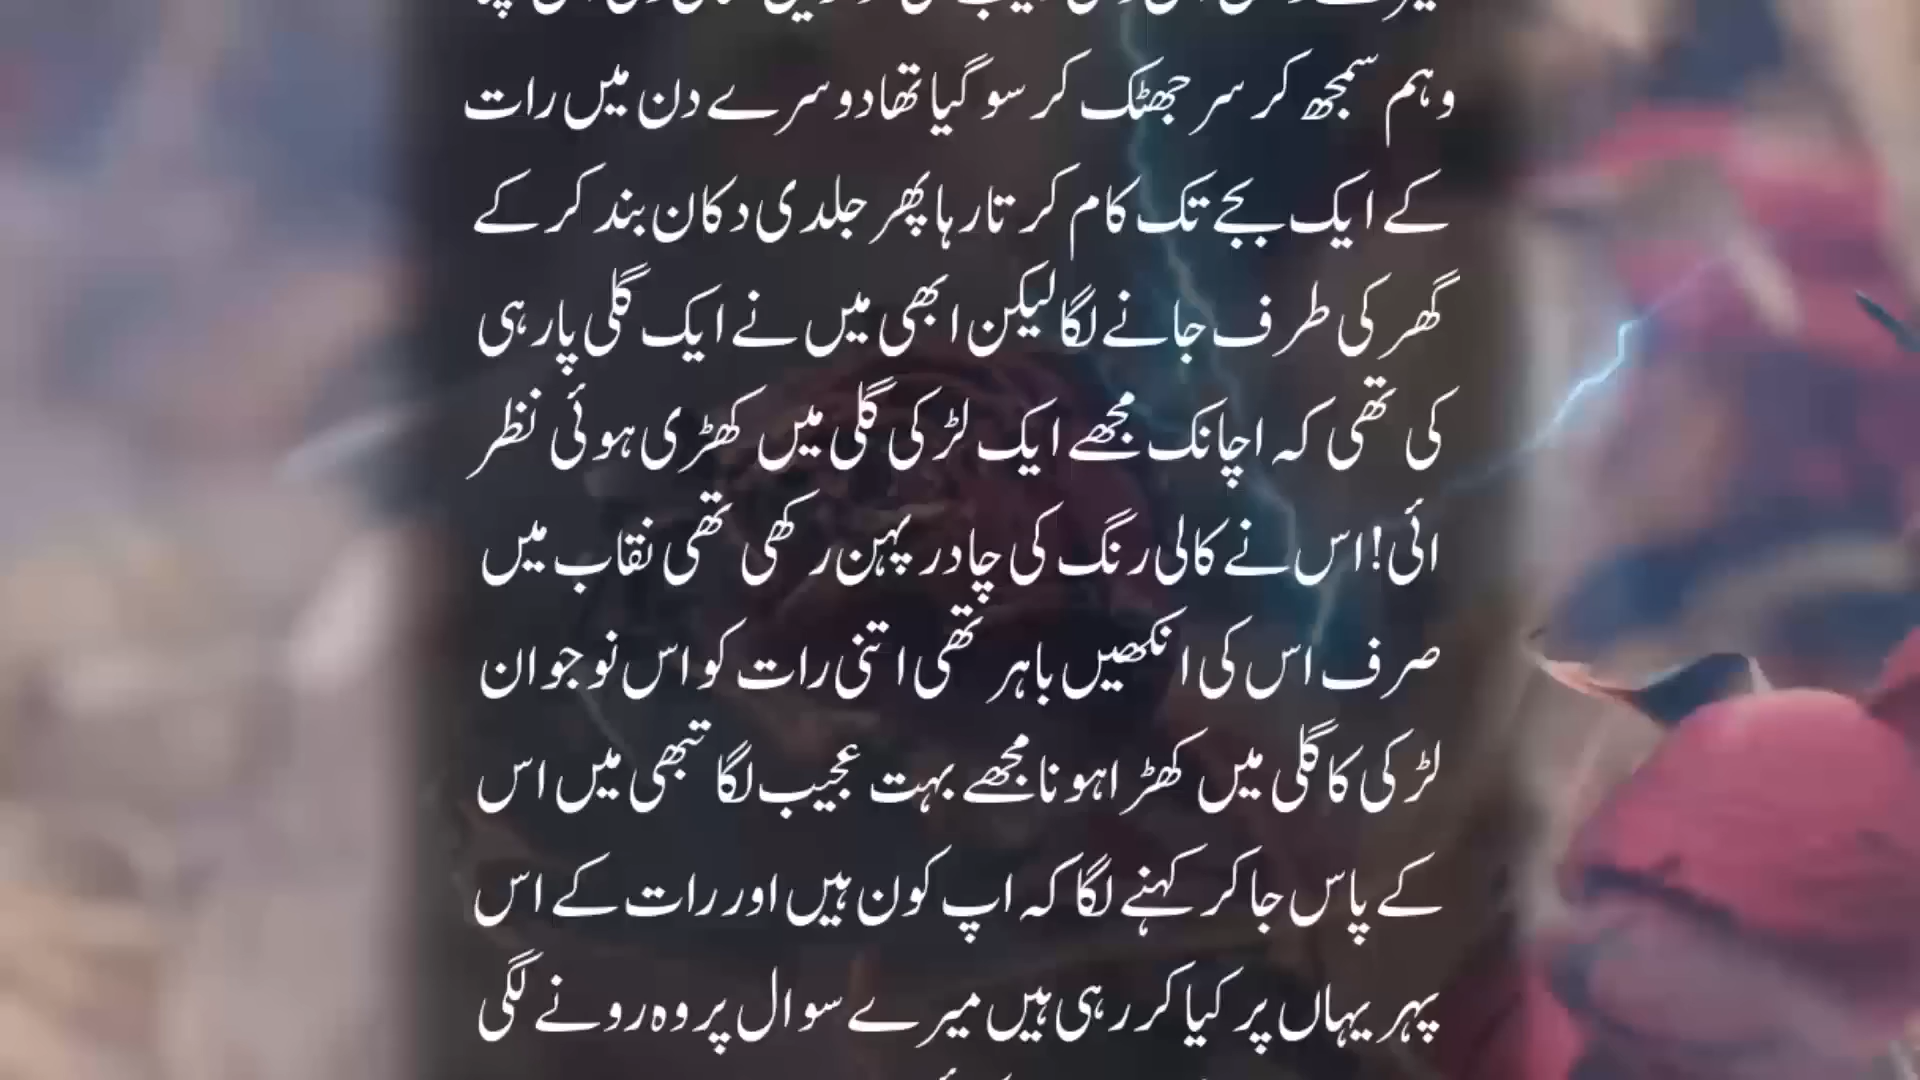 وہم سمجھ کر سر جھٹک کر سو گیا تھا دوسرے دن میں رات
کے ایک بجے تک کام کرتا رہا پھر جلدی دکان بند کر کے
گھر کی طرف جانے لگا لیکن ابھی میں نے ایک گلی پار ہی
کی تھی کہ اچانک مجھے ایک لڑکی گلی میں کھڑی ہوئی نظر
ائی! اس نے کالی رنگ کی چادر پہن رکھی تھی نقاب میں
صرف اس کی انکھیں باہر تھی اتنی رات کو اس نوجوان
لڑکی کا گلی میں کھڑا ہونا مجھے بہت عجیب لگا تبھی میں اس
کے پاس جا کر کہنے لگا کہ اپ کون ہیں اور رات کے اس
پہر یہاں پر کیا کر رہی ہیں میرے سوال پر وہ رونے لگی